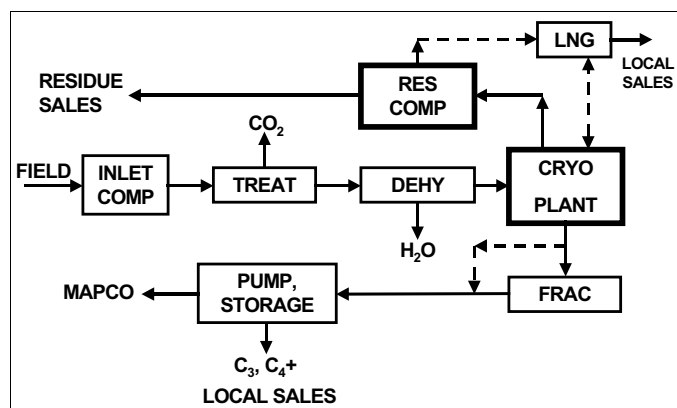 LNG
LOCAL
SALES
RES
COMP
RESIDUE
SALES
CO2
FIELD
INLET
COMP
TREAT
DEHY
CRYO
PLANT
H2O
MAPCO
PUMP,
STORAGE
FRAC
C3, C4+
LOCAL SALES